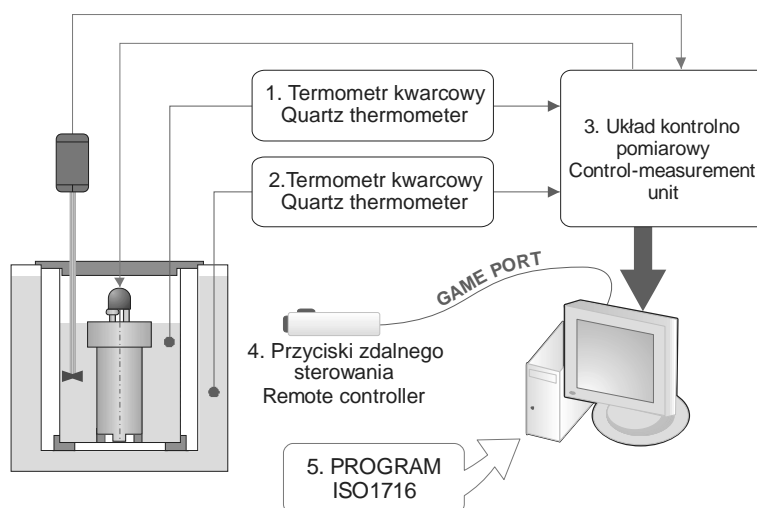 1. Termometr kwarcowy
Quartz thermometer
2.Termometr kwarcowy
Quartz thermometer
3. Układ kontrolno
pomiarowy
Control-measurement
unit
GAME PORT
4. Przyciski zdalnego
sterowania
Remote controller
5. PROGRAM
ISO1716